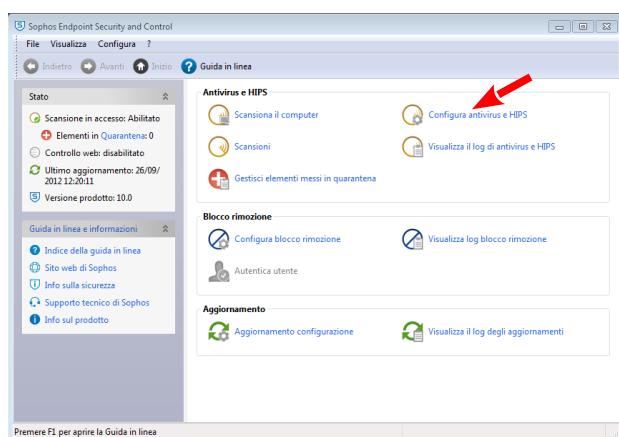 Sophos Endpoint Security and Control
File Visualizza Configura ?
Indietro Avanti Inizio Guida in linea
Stato
Scansione in accesso: Abilitato
Elementi in Quarantena: 0
Controllo web: disabilitato
Ultimo aggiornamento: 26/09/
2012 12:20:11
Versione prodotto: 10.0
Guida in linea e informazioni
Indice della guida in linea
Sito web di Sophos
Info sulla sicurezza
Supporto tecnico di Sophos
Info sul prodotto
Antivirus e HIPS
Scansiona il computer
Configura antivirus e HIPS
Scansioni
Visualizza il log di antivirus e HIPS
Gestisci elementi messi in quarantena
Blocco rimozione
Configura blocco rimozione
Visualizza log blocco rimozione
Autentica utente
Aggiornamento
Aggiornamento configurazione
Visualizza il log degli aggiornamenti
Premere F1 per aprire la Guida in linea